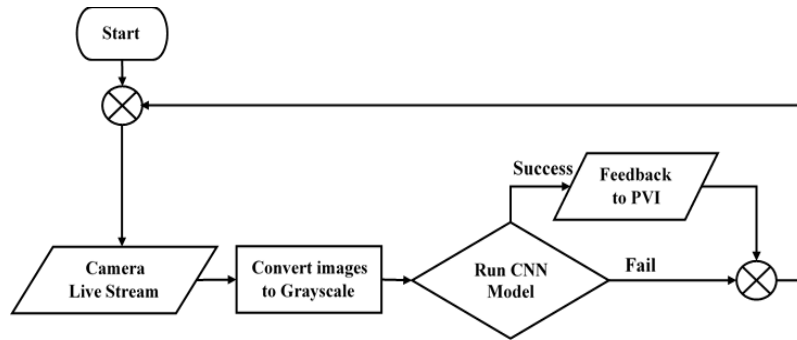 Start
Success
Feedback
to PVI
Camera
Live Stream
Convert images
to Grayscale
Run CNN
Model
Fail